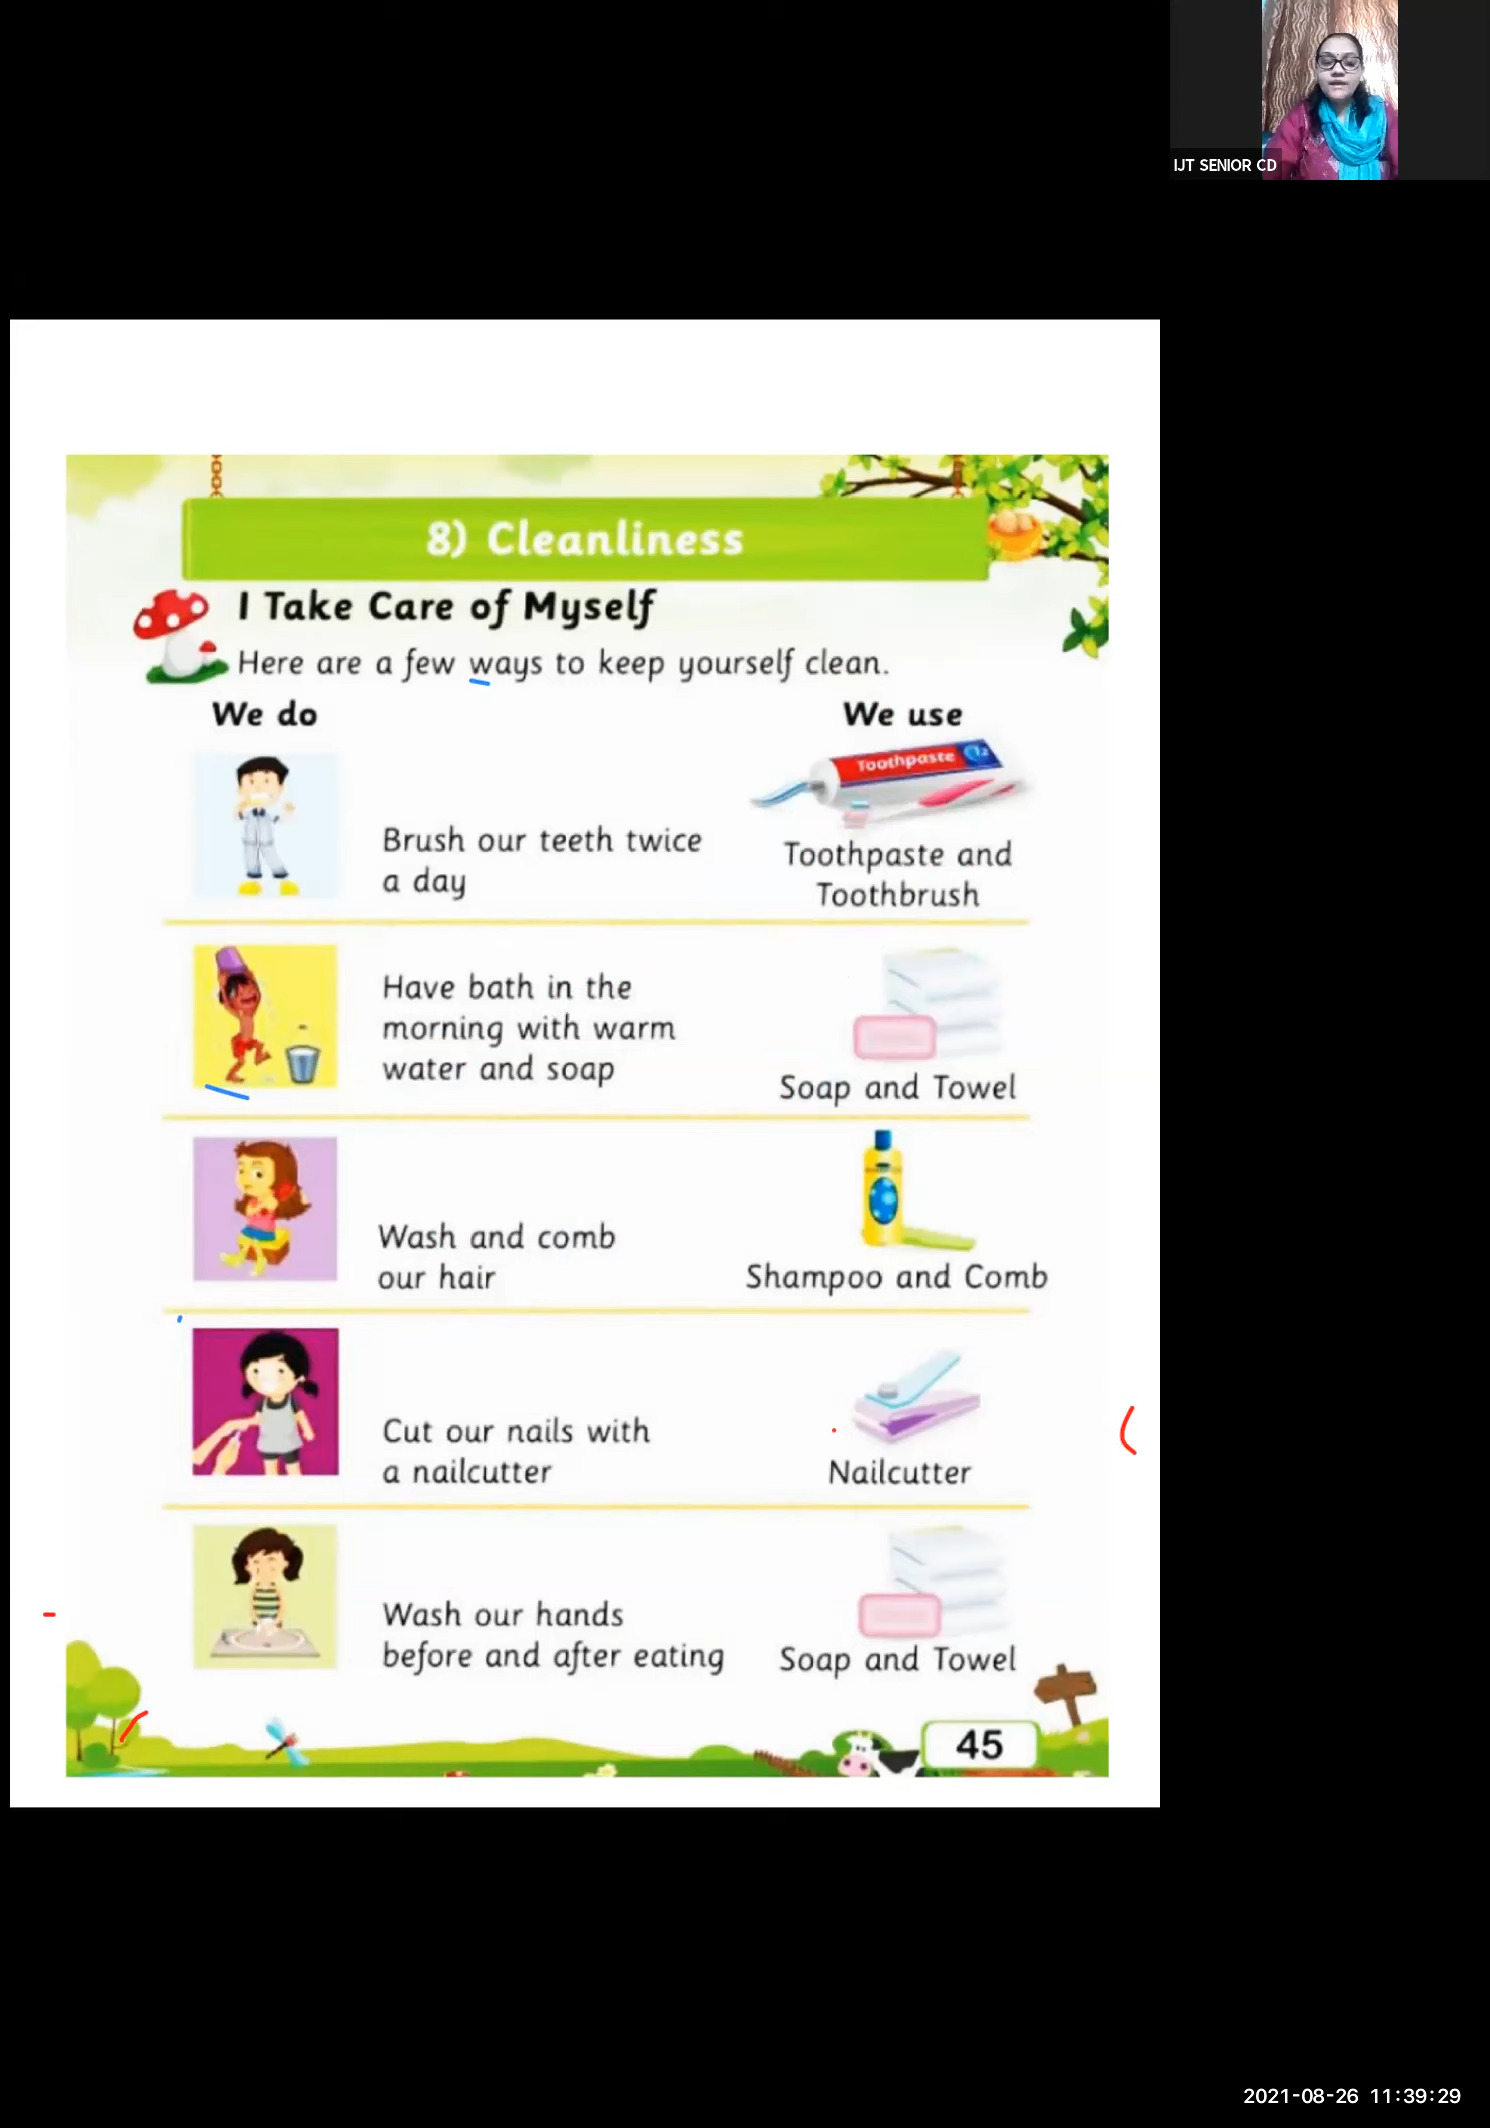 IJT SENIOR CD
8) Cleanliness
I Take Care of Myself
Here are a few ways to keep yourself clean.
We do
We use
Toothpaste
Brush our teeth twice
a day
Toothpaste and
Toothbrush
Have bath in the
morning with warm
water and soap
Soap and Towel
Wash and comb
our hair
Shampoo and Comb
Cut our nails with
a nailcutter
Nailcutter
Wash our hands
before and after eating
Soap and Towel
45
2021-08-26 11:39:29